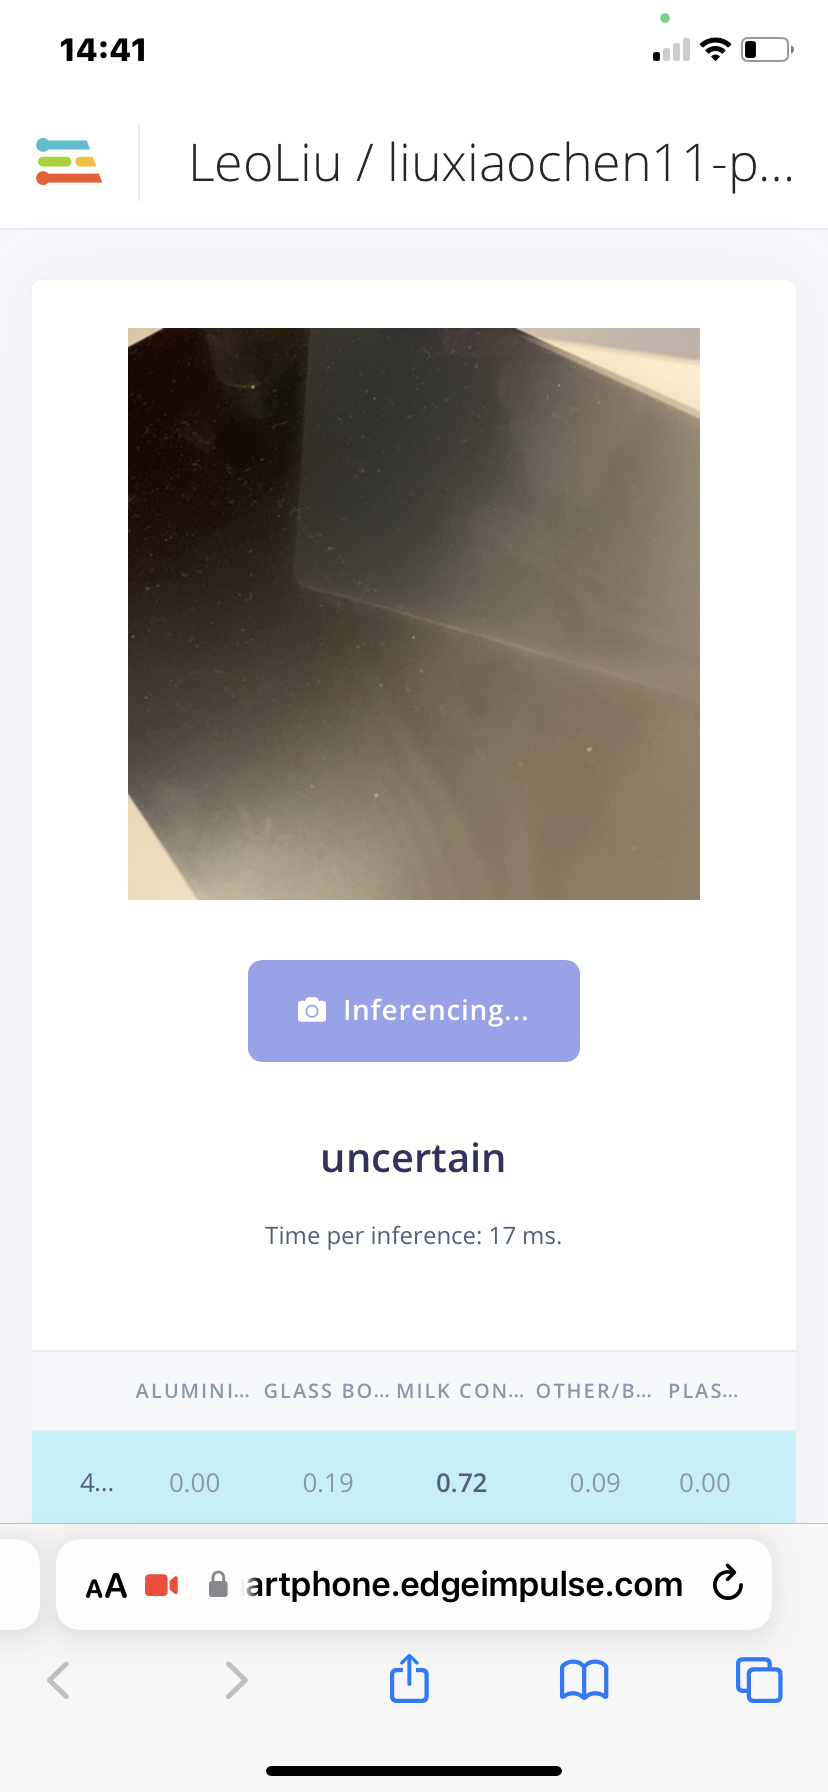 14:41
LeoLiu / liuxiaochen11-p...
Inferencing...
uncertain
Time per inference: 17 ms.
ALUMINI... GLASS BO... MILK CON... OTHER/B... PLAS...
4... 0.00 0.19 0.72 0.09 0.00
AA artphone.edgeimpulse.com